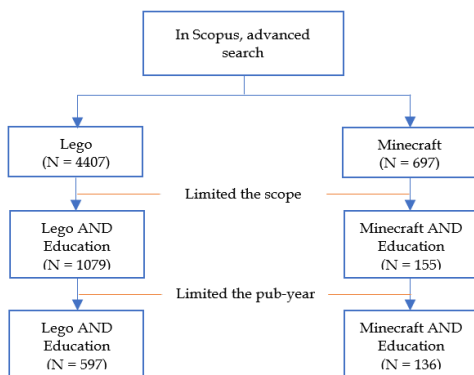 In Scopus, advanced
search
Lego
(N = 4407)
Minecraft
(N = 697)
Limited the scope
Lego AND
Education
(N = 1079)
Minecraft AND
Education
(N = 155)
Limited the pub-year
Lego AND
Education
(N = 597)
Minecraft AND
Education
(N = 136)